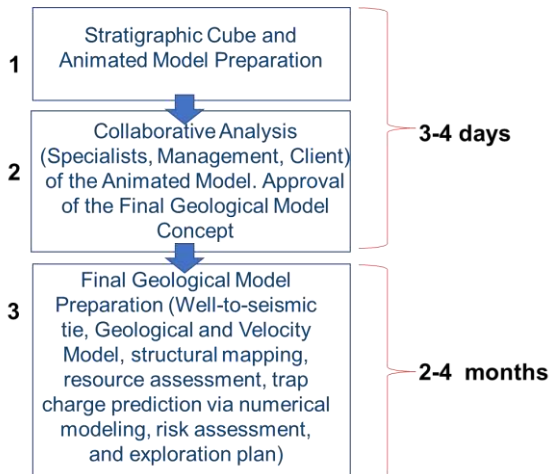 1
Stratigraphic Cube and
Animated Model Preparation
3-4 days
2
Collaborative Analysis
(Specialists, Management, Client)
of the Animated Model. Approval
of the Final Geological Model
Concept
3
Final Geological Model
Preparation (Well-to-seismic
tie, Geological and Velocity
Model, structural mapping,
resource assessment, trap
charge prediction via numerical
modeling, risk assessment,
and exploration plan)
2-4 months